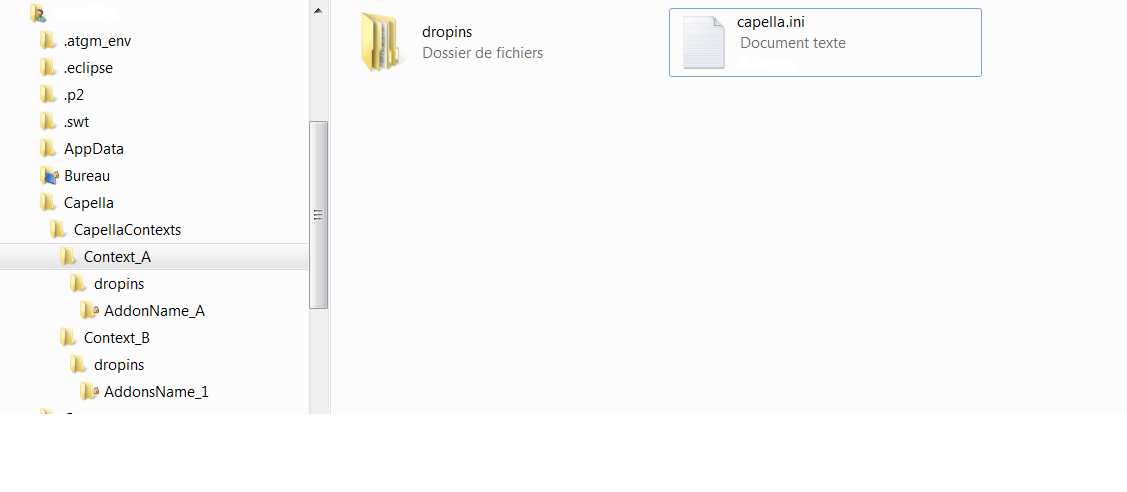 .atgm_env
.eclipse
.p2
.swt
AppData
Bureau
Capella
CapellaContexts
Context_A
dropins
AddonName_A
Context_B
dropins
AddonsName_1
dropins
Dossier de fichiers
capella.ini
Document texte